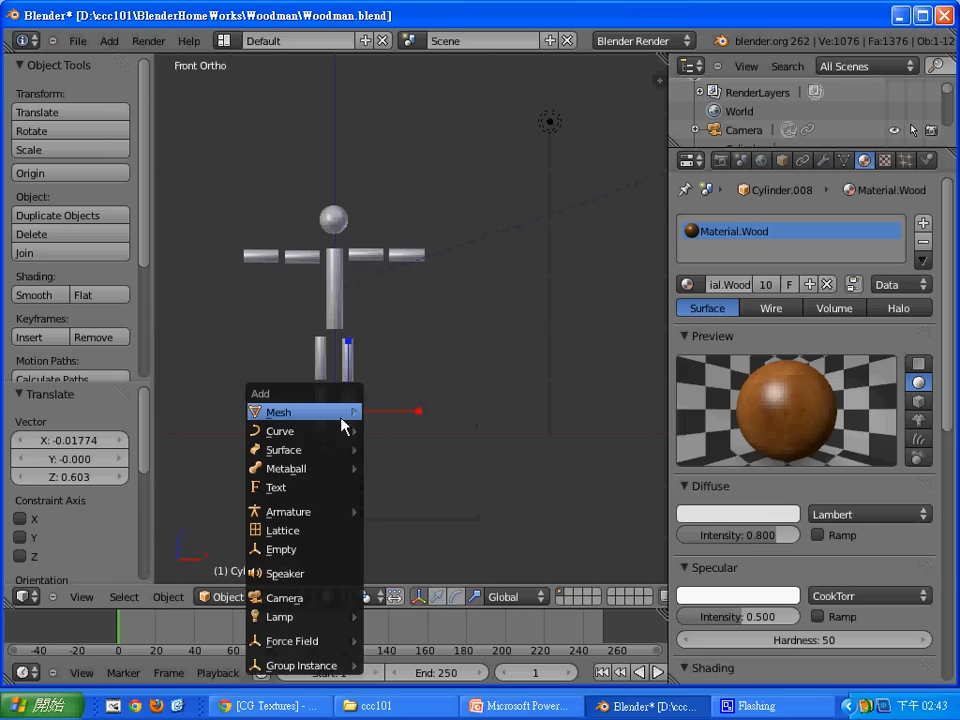 Blender* [D:\ccc101\BlenderHomeWorks\Woodman\Woodman.blend]
File Add Render Help Default Scene Blender Render blender.org 262 | Ve:1076 | Fa:1376 | Ob:1-12
Object Tools
Transform:
Translate
Rotate
Scale
Origin
Object:
Duplicate Objects
Delete
Join
Shading:
Smooth Flat
Keyframes:
Insert Remove
Motion Paths:
Calculate Paths
Translate
Vector
X: -0.01774
Y: -0.000
Z: 0.603
Constraint Axis
X
Y
Z
Orientation
Front Ortho
Add
Mesh
Curve
Surface
Metaball
Text
Armature
Lattice
Empty
Speaker
Camera
Lamp
Force Field
Group Instance
(1) Cy
View Select Object Object Global
-40 -20 0 20 40 60 80 140 160 180 200 220 240 260
View Marker Frame Playback Start: 1 End: 250 1
View Search All Scenes
RenderLayers
World
Camera
Cylinder.008 Material.Wood
Material.Wood
ial.Wood 10 F Data
Surface Wire Volume Halo
Preview
Diffuse
Lambert
Intensity: 0.800 Ramp
Specular
CookTorr
Intensity: 0.500 Ramp
Hardness: 50
Shading
開始 [CG Textures] - ... ccc101 Microsoft Power... Blender* [D:\cc... Flashing 下午 02:43